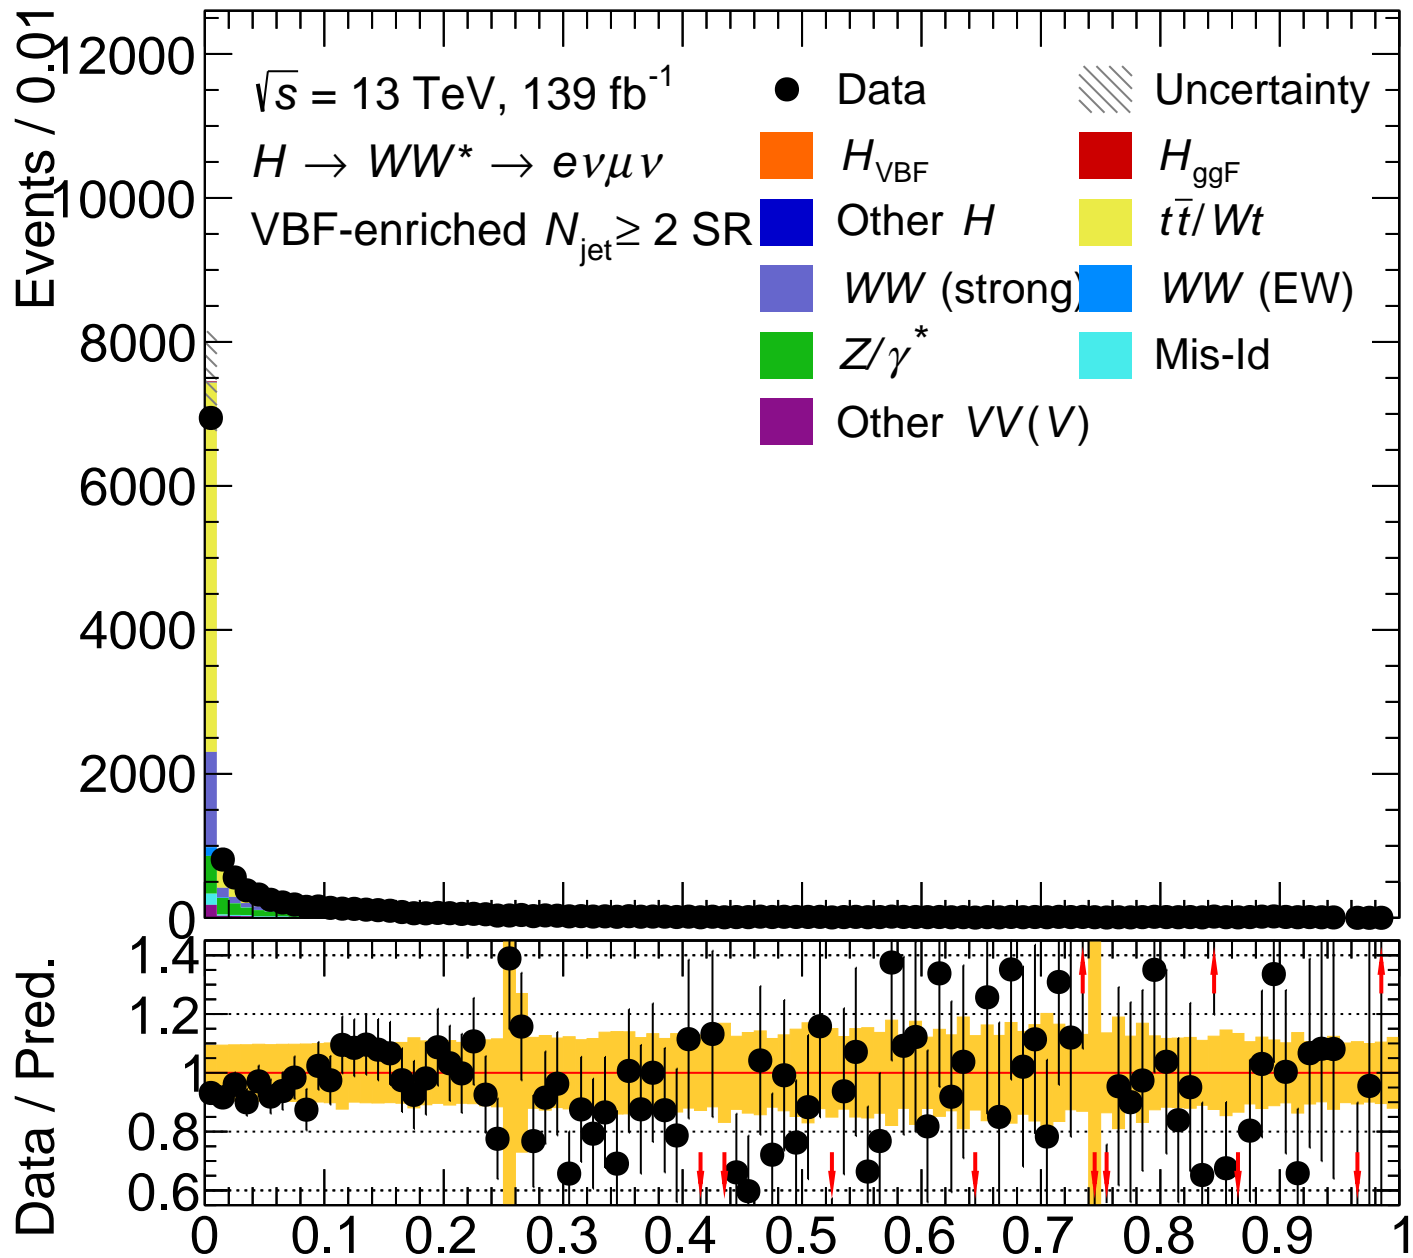 Events / 0.01
12000
10000
8000
6000
4000
2000
0
√s = 13 TeV, 139 fb⁻¹
H → WW* → eνμν
VBF-enriched N_jet ≥ 2 SR
Data
Uncertainty
H_VBF
H_ggF
Other H
tt̄/Wt
WW (strong)
WW (EW)
Z/γ*
Mis-Id
Other VV(V)
Data / Pred.
1.4
1.2
1
0.8
0.6
0 0.1 0.2 0.3 0.4 0.5 0.6 0.7 0.8 0.9 1